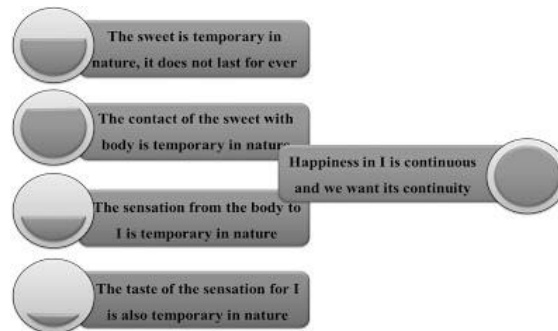 The sweet is temporary in
nature, it does not last for ever
The contact of the sweet with
body is temporary in nature
Happiness in I is continuous
and we want its continuity
The sensation from the body to
I is temporary in nature
The taste of the sensation for I
is also temporary in nature